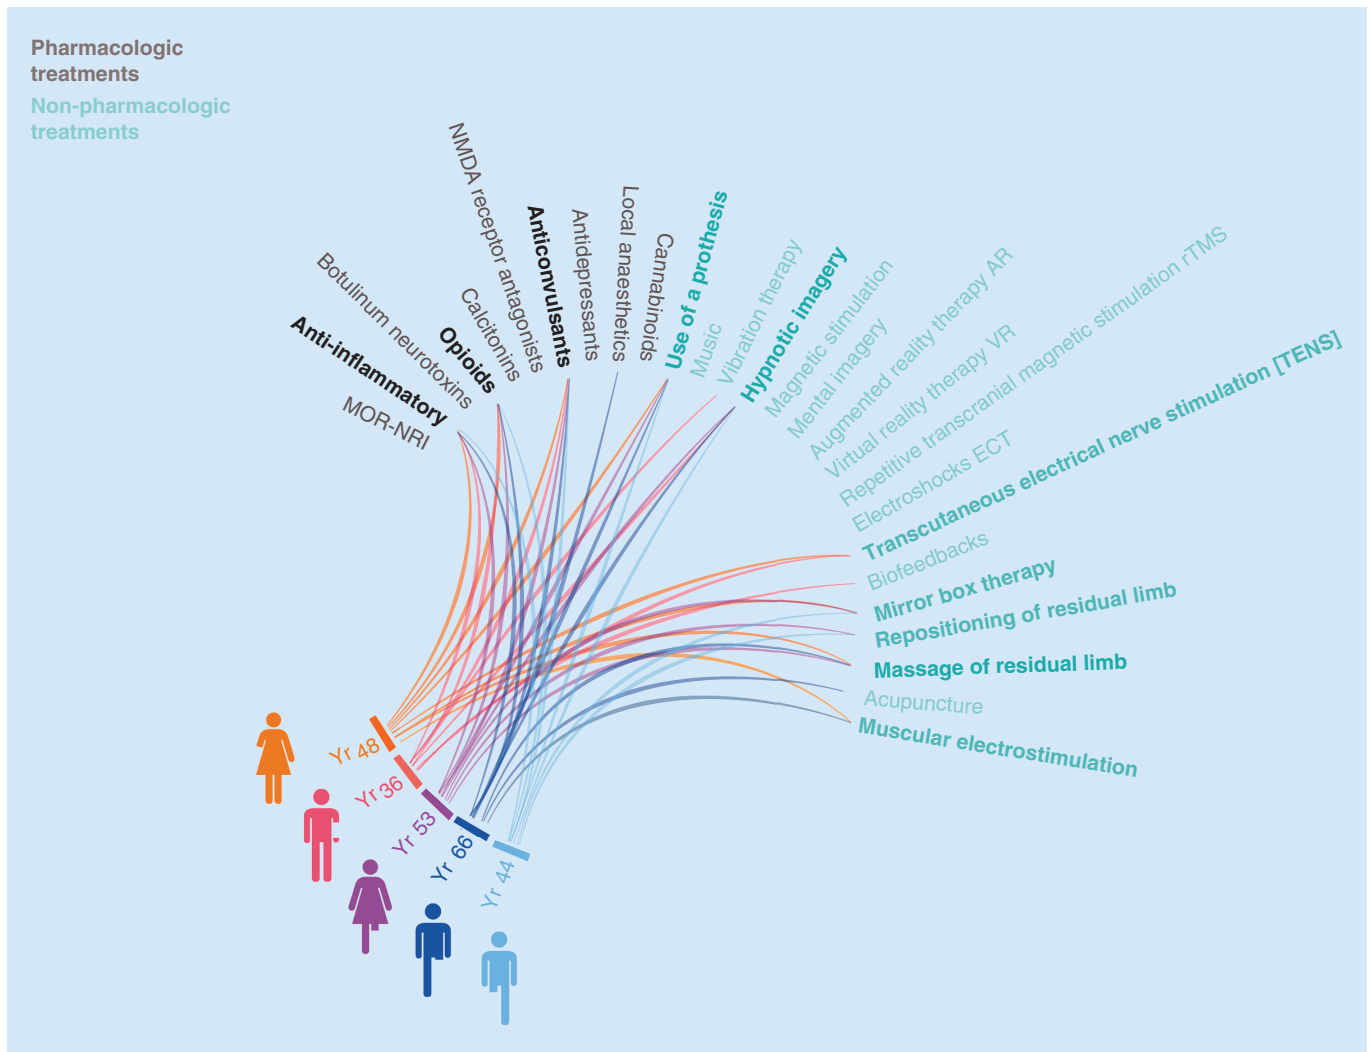 Pharmacologic
treatments
Non-pharmacologic
treatments
MOR-NRI
Anti-inflammatory
Botulinum neurotoxins
Opioids
Calcitonins
NMDA receptor antagonists
Anticonvulsants
Antidepressants
Local anaesthetics
Cannabinoids
Use of a prothesis
Music
Vibration therapy
Hypnotic imagery
Magnetic stimulation
Mental imagery
Augmented reality therapy AR
Virtual reality therapy VR
Repetitive transcranial magnetic stimulation rTMS
Electroshocks ECT
Transcutaneous electrical nerve stimulation [TENS]
Biofeedbacks
Mirror box therapy
Repositioning of residual limb
Massage of residual limb
Acupuncture
Muscular electrostimulation
Yr 48
Yr 36
Yr 53
Yr 66
Yr 44